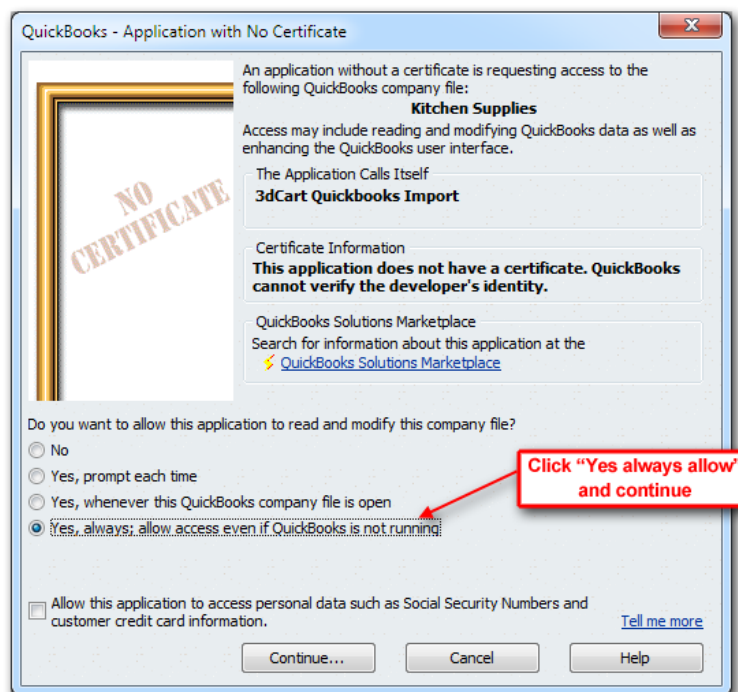 QuickBooks - Application with No Certificate
An application without a certificate is requesting access to the
following QuickBooks company file:
Kitchen Supplies
Access may include reading and modifying QuickBooks data as well as
enhancing the QuickBooks user interface.
The Application Calls Itself
3dCart Quickbooks Import
NO
CERTIFICATE
Certificate Information
This application does not have a certificate. QuickBooks
cannot verify the developer's identity.
QuickBooks Solutions Marketplace
Search for information about this application at the
QuickBooks Solutions Marketplace
Do you want to allow this application to read and modify this company file?
No
Yes, prompt each time
Yes, whenever this QuickBooks company file is open
Yes, always; allow access even if QuickBooks is not running
Click “Yes always allow”
and continue
Allow this application to access personal data such as Social Security Numbers and
customer credit card information.
Tell me more
Continue...
Cancel
Help